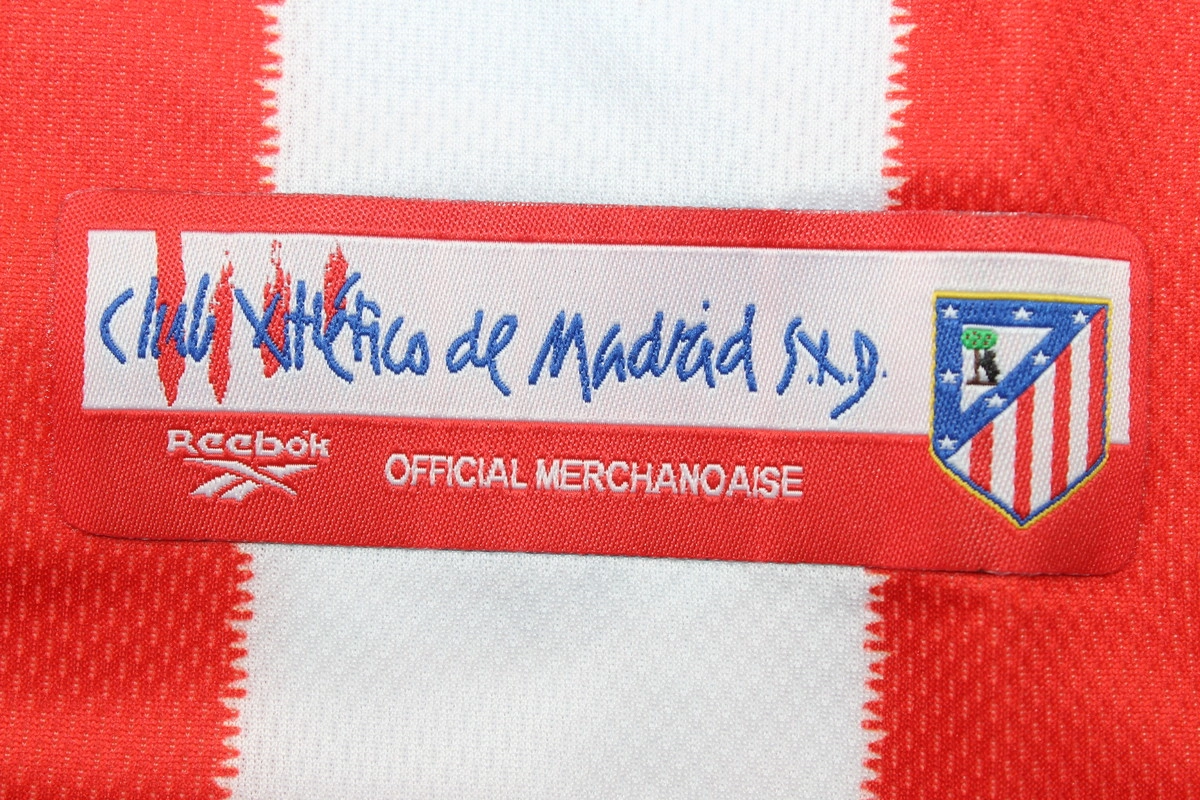 Club Atlético de Madrid S.A.D.
Reebok
OFFICIAL MERCHANOAISE